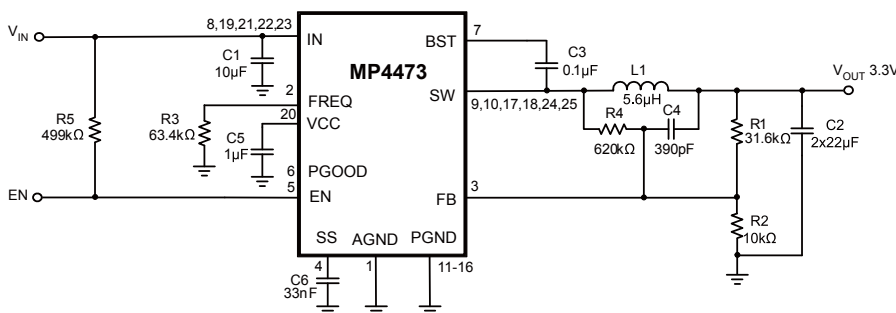 8,19,21,22,23
V_IN
IN
BST
7
C1
10µF
MP4473
C3
0.1µF
L1
V_OUT 3.3V
2
FREQ
SW
9,10,17,18,24,25
5.6µH
R5
499kΩ
R3
63.4kΩ
20
VCC
R4
C4
R1
31.6kΩ
C2
2x22µF
C5
1µF
620kΩ
390pF
6
PGOOD
5
EN
EN
FB
3
R2
10kΩ
SS
AGND
PGND
4
1
11-16
C6
33nF